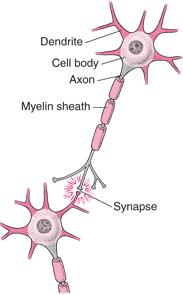 Dendrite
Cell body
Axon
Myelin sheath
Synapse